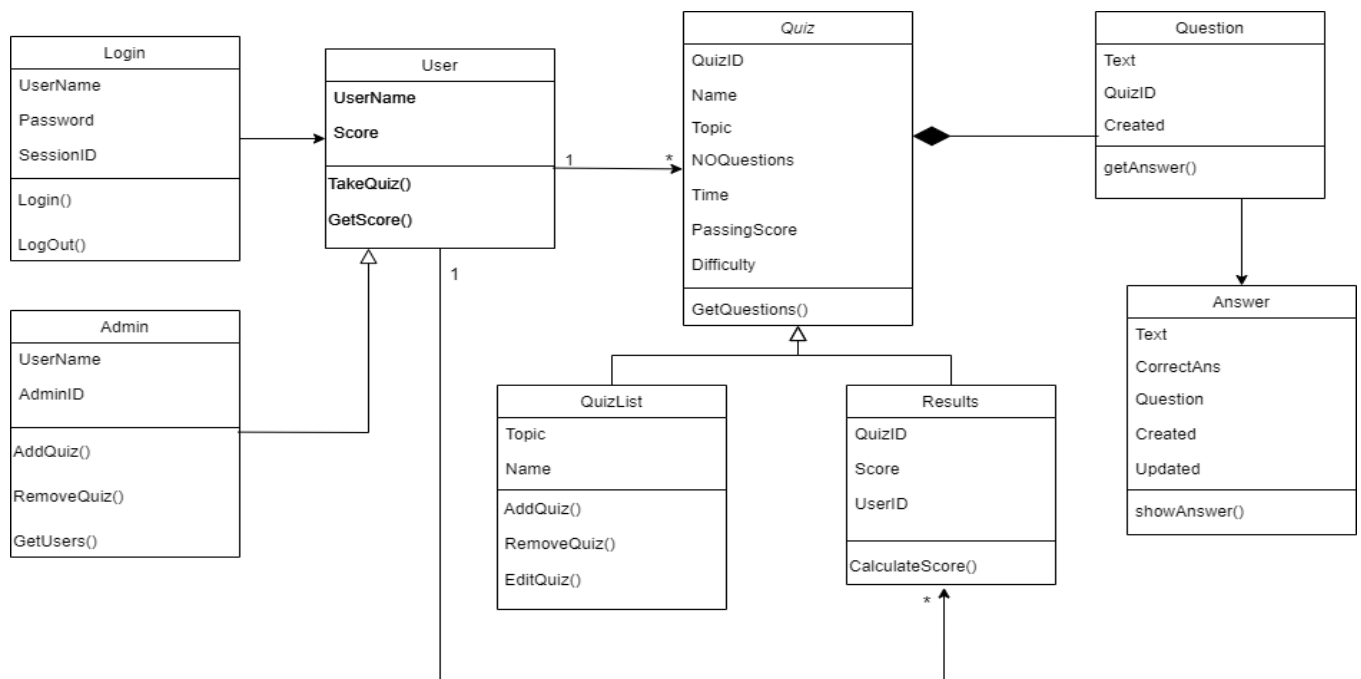 Login
UserName
Password
SessionID
Login()
LogOut()
User
UserName
Score
TakeQuiz()
GetScore()
1
*
1
Quiz
QuizID
Name
Topic
NOQuestions
Time
PassingScore
Difficulty
GetQuestions()
Question
Text
QuizID
Created
getAnswer()
Admin
UserName
AdminID
AddQuiz()
RemoveQuiz()
GetUsers()
QuizList
Topic
Name
AddQuiz()
RemoveQuiz()
EditQuiz()
Results
QuizID
Score
UserID
CalculateScore()
*
Answer
Text
CorrectAns
Question
Created
Updated
showAnswer()